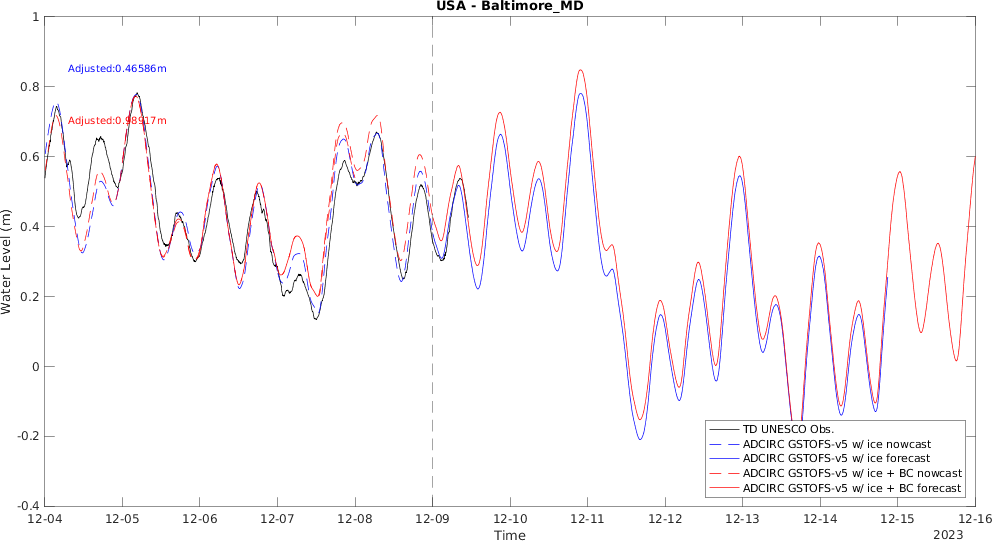 USA - Baltimore_MD
1
0.8
0.6
0.4
0.2
0
-0.2
-0.4
Water Level (m)
Adjusted:0.46586m
TD UNESCO Obs.
ADCIRC GSTOFS-v5 w/ ice nowcast
ADCIRC GSTOFS-v5 w/ ice forecast
ADCIRC GSTOFS-v5 w/ ice + BC nowcast
ADCIRC GSTOFS-v5 w/ ice + BC forecast
12-04 12-05 12-06 12-07 12-08 12-09 12-10 12-11 12-12 12-13 12-14 12-15 12-16
Time
2023